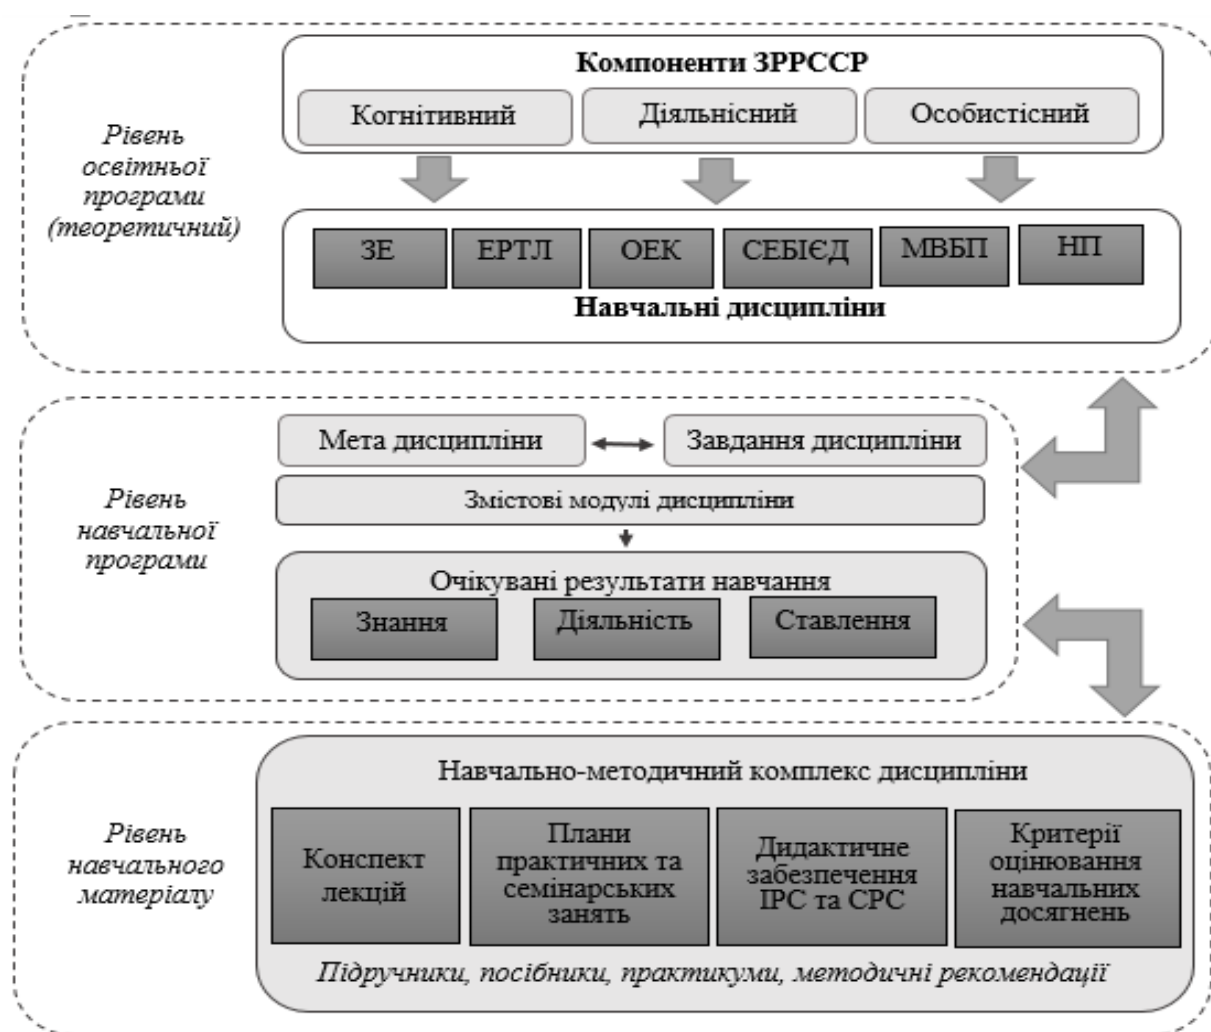 Компоненти ЗРРССР
Когнітивний
Діяльнісний
Особистісний
Рівень
освітньої
програми
(теоретичний)
ЗЕ
ЕРТЛ
ОЕК
СЕБІЄД
МВБП
НП
Навчальні дисципліни
Мета дисципліни
Завдання дисципліни
Рівень
навчальної
програми
Змістові модулі дисципліни
Очікувані результати навчання
Знання
Діяльність
Ставлення
Навчально-методичний комплекс дисципліни
Рівень
навчального
матеріалу
Конспект
лекцій
Плани
практичних та
семінарських
занять
Дидактичне
забезпечення
ІРС та СРС
Критерії
оцінювання
навчальних
досягнень
Підручники, посібники, практикуми, методичні рекомендації